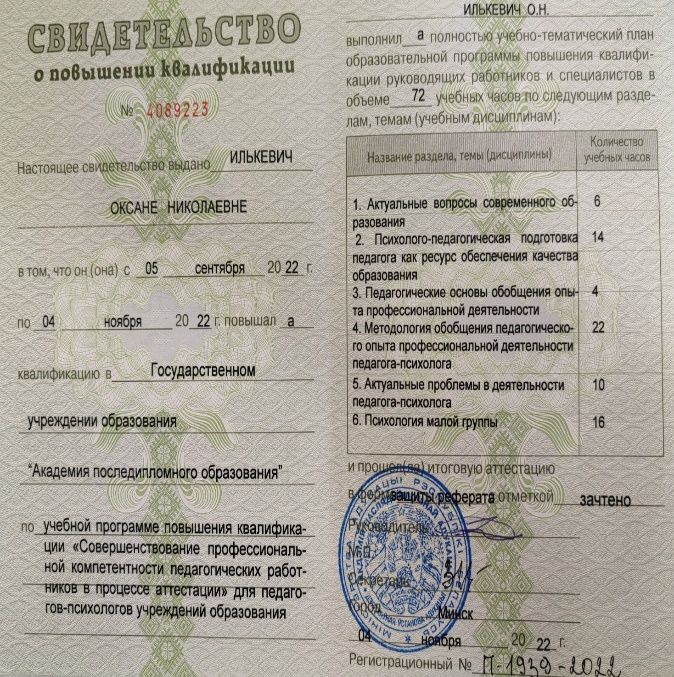 СВИДЕТЕЛЬСТВО
о повышении квалификации
№ 4089223
Настоящее свидетельство выдано ИЛЬКЕВИЧ
ОКСАНЕ НИКОЛАЕВНЕ
в том, что он (она) с 05 сентября 20 22 г.
по 04 ноября 20 22 г. повышал а
квалификацию в Государственном
учреждении образования
"Академия последипломного образования"
по учебной программе повышения квалифика-
ции «Совершенствование профессиональ-
ной компетентности педагогических работ-
ников в процессе аттестации» для педаго-
гов-психологов учреждений образования
ИЛЬКЕВИЧ О.Н.
выполнил а полностью учебно-тематический план
образовательной программы повышения квалифи-
кации руководящих работников и специалистов в
объеме 72 учебных часов по следующим разде-
лам, темам (учебным дисциплинам):
Название раздела, темы (дисциплины)
Количество
учебных часов
1. Актуальные вопросы современного об- 6
разования
2. Психолого-педагогическая подготовка 14
педагога как ресурс обеспечения качества
образования
3. Педагогические основы обобщения опы- 4
та профессиональной деятельности
4. Методология обобщения педагогическо- 22
го опыта профессиональной деятельности
педагога-психолога
5. Актуальные проблемы в деятельности 10
педагога-психолога
6. Психология малой группы 16
и прошел(ла) итоговую аттестацию
в форме защиты реферата с отметкой зачтено
Руководитель
М.П.
Секретарь
Город Минск
04 ноября 20 22 г.
Регистрационный № П-1939-2022